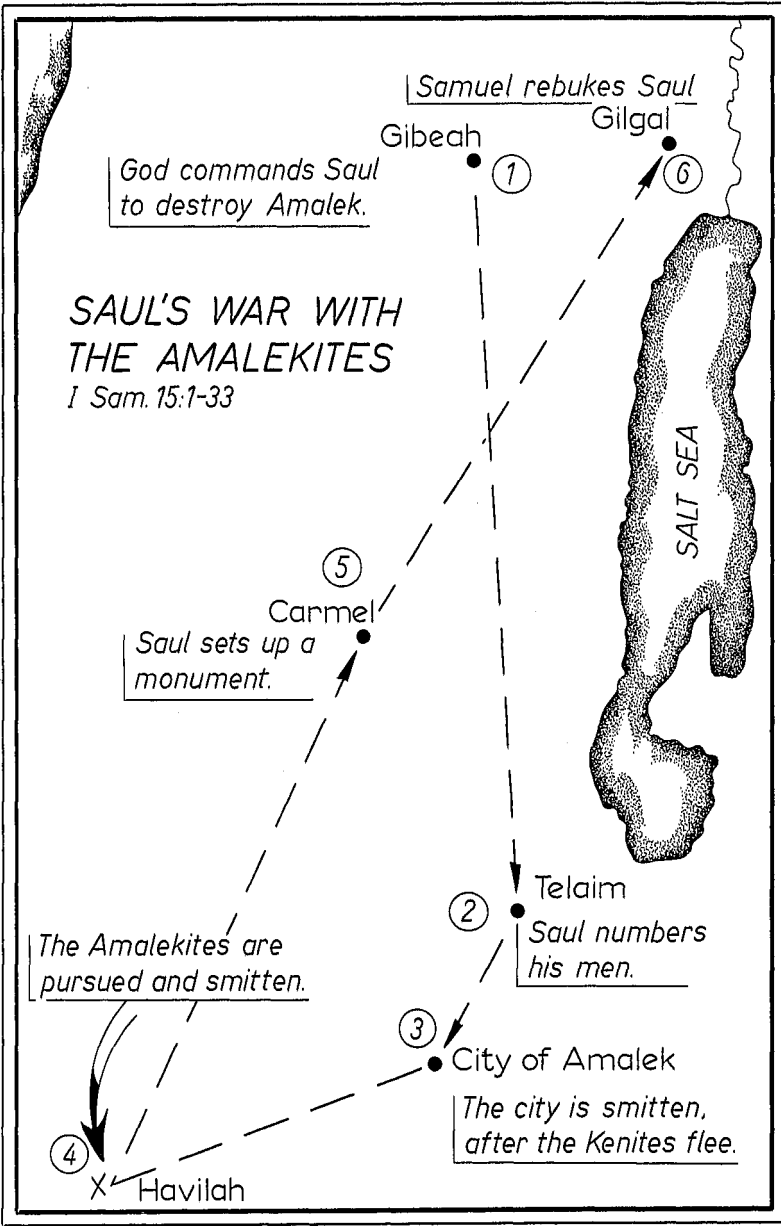 Samuel rebukes Saul
Gilgal
Gibeah
6
1
God commands Saul
to destroy Amalek.
SAUL'S WAR WITH
THE AMALEKITES
I Sam. 15:1-33
SALT SEA
5
Carmel
Saul sets up a
monument.
2
Telaim
Saul numbers
his men.
The Amalekites are
pursued and smitten.
3
City of Amalek
The city is smitten,
after the Kenites flee.
4
X
Havilah